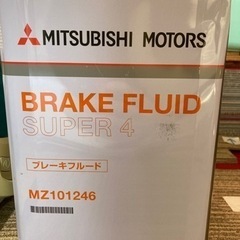 MITSUBISHI MOTORS
BRAKE FLUID
SUPER 4
ブレーキフルード
MZ101246